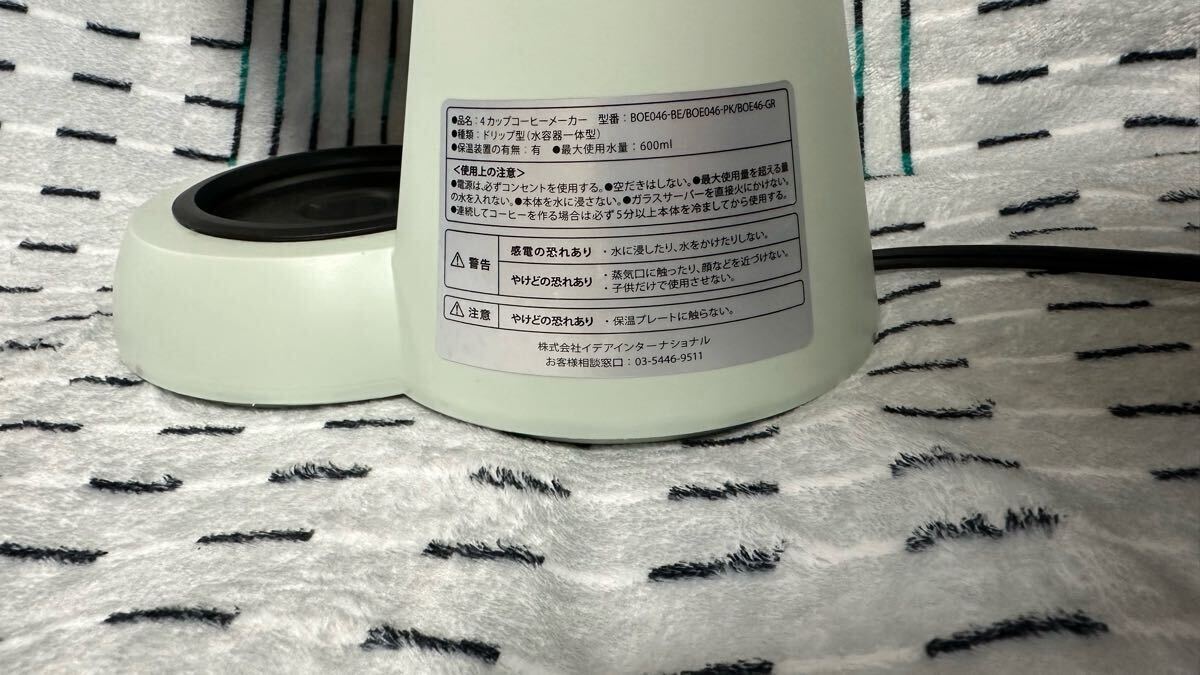 ●品名：4カップコーヒーメーカー 型番：BOE046-BE/BOE046-PK/BOE46-GR
●種類：ドリップ型（水容器一体型）
●保温装置の有無：有 ●最大使用水量：600ml
＜使用上の注意＞
●電源は、必ずコンセントを使用する。●空だきはしない。●最大使用量を超える量
の水を入れない。●本体を水に浸さない。●ガラスサーバーを直接火にかけない。
●連続してコーヒーを作る場合は必ず5分以上本体を冷ましてから使用する。
⚠警告
感電の恐れあり ・水に浸したり、水をかけたりしない。
やけどの恐れあり ・蒸気口に触ったり、顔などを近づけない。
・子供だけで使用させない。
⚠注意 やけどの恐れあり ・保温プレートに触らない。
株式会社イデアインターナショナル
お客様相談窓口：03-5446-9511